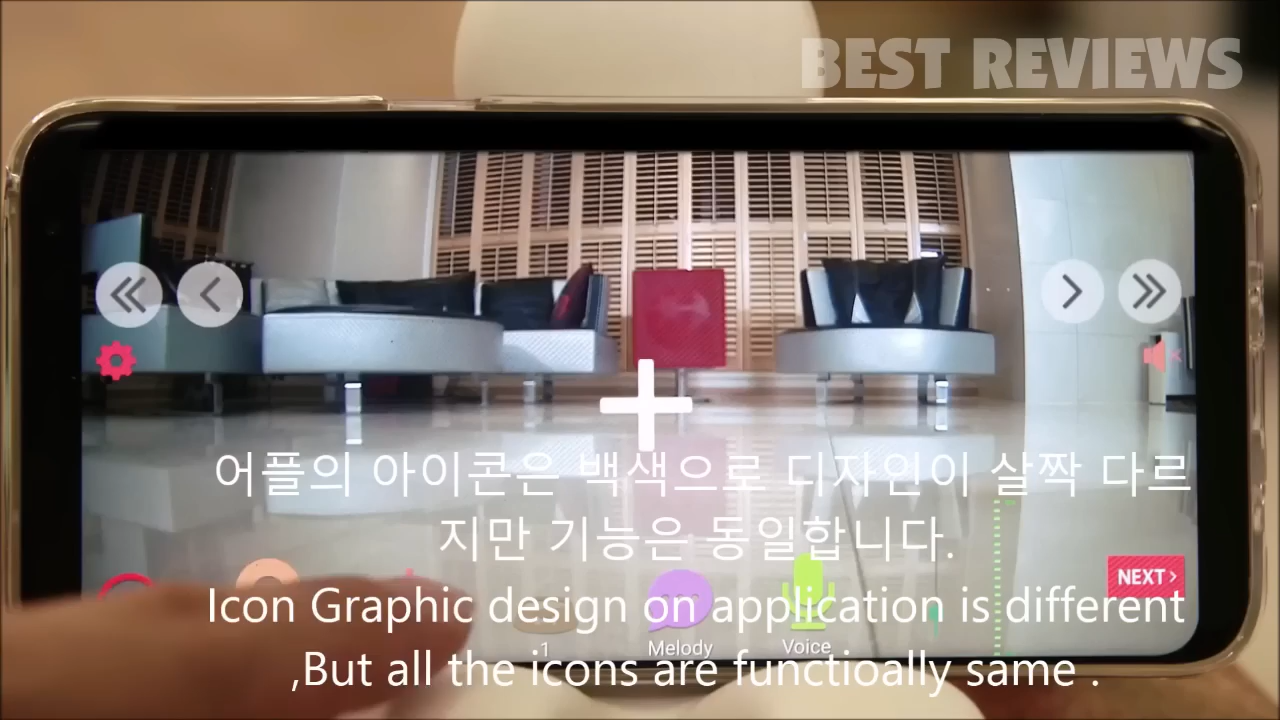 BEST REVIEWS
어플의 아이콘은 백색으로 디자인이 살짝 다르
지만 기능은 동일합니다.
NEXT
Icon Graphic design on application is different
1
Melody
Voice
,But all the icons are functioally same .